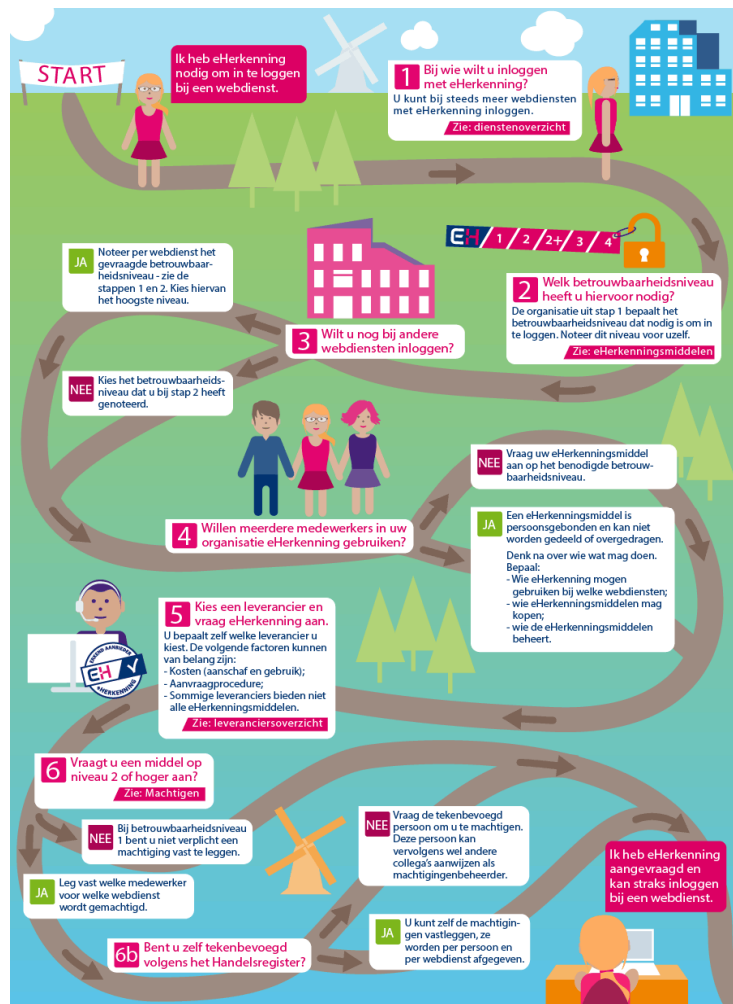 START
Ik heb eHerkenning
nodig om in te loggen
bij een webdienst.
1 Bij wie wilt u inloggen
met eHerkenning?
U kunt bij steeds meer webdiensten
met eHerkenning inloggen.
Zie: dienstenoverzicht
EH 1 2 2+ 3 4
2 Welk betrouwbaarheidsniveau
heeft u hiervoor nodig?
De organisatie uit stap 1 bepaalt het
betrouwbaarheidsniveau dat nodig is om in
te loggen. Noteer dit niveau voor uzelf.
Zie: eHerkenningsmiddelen
3 Wilt u nog bij andere
webdiensten inloggen?
JA Noteer per webdienst het
gevraagde betrouwbaar-
heidsniveau - zie de
stappen 1 en 2. Kies hiervan
het hoogste niveau.
NEE Kies het betrouwbaarheids-
niveau dat u bij stap 2 heeft
genoteerd.
4 Willen meerdere medewerkers in uw
organisatie eHerkenning gebruiken?
NEE Vraag uw eHerkenningsmiddel
aan op het benodigde betrouw-
baarheidsniveau.
JA Een eHerkenningsmiddel is
persoonsgebonden en kan niet
worden gedeeld of overgedragen.
Denk na over wie wat mag doen.
Bepaal:
- Wie eHerkenning mogen
gebruiken bij welke webdiensten;
- wie eHerkenningsmiddelen mag
kopen;
- wie de eHerkenningsmiddelen
beheert.
5 Kies een leverancier en
vraag eHerkenning aan.
U bepaalt zelf welke leverancier u
kiest. De volgende factoren kunnen
van belang zijn:
- Kosten (aanschaf en gebruik);
- Aanvraagprocedure;
- Sommige leveranciers bieden niet
alle eHerkenningsmiddelen.
Zie: leveranciersoverzicht
ERKEND AANBIEDER
EH
eHERKENNING
6 Vraagt u een middel op
niveau 2 of hoger aan?
Zie: Machtigen
NEE Bij betrouwbaarheidsniveau
1 bent u niet verplicht een
machtiging vast te leggen.
JA Leg vast welke medewerker
voor welke webdienst
wordt gemachtigd.
6b Bent u zelf tekenbevoegd
volgens het Handelsregister?
NEE Vraag de tekenbevoegd
persoon om u te machtigen.
Deze persoon kan
vervolgens wel andere
collega's aanwijzen als
machtigingenbeheerder.
JA U kunt zelf de machtigin-
gen vastleggen, ze
worden per persoon en
per webdienst afgegeven.
Ik heb eHerkenning
aangevraagd en
kan straks inloggen
bij een webdienst.